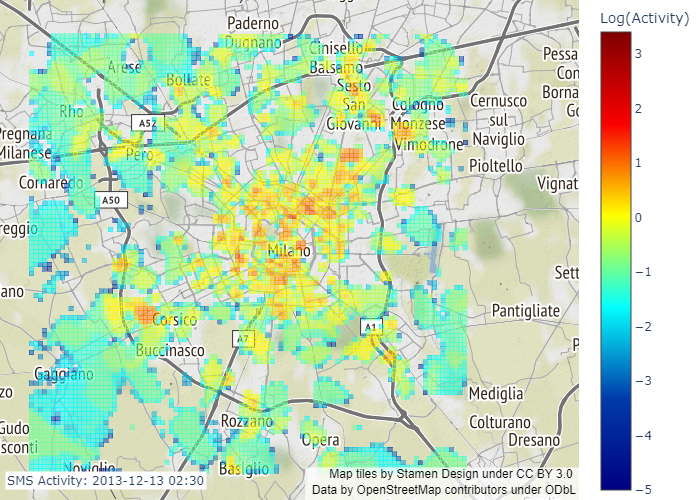 Log(Activity)
3
2
1
0
−1
−2
−3
−4
−5
Paderno
Dugnano
Cinisello
Balsamo
Pessa
Con
Borna
Go
Arese
Bollate
Sesto
San
Giovanni
Cologno
Monzese
Cernusco
sul
Naviglio
Rho
A52
Pregnana
Milanese
Pero
Vimodrone
Pioltello
Cornaredo
A50
Vignat
reggio
Milano
Sett
ano
Corsico
A7
A1
Pantigliate
Buccinasco
P
Gaggiano
zo
Mediglia
Gudo
sconti
Rozzano
Opera
Colturano
Dresano
Noviglio
Basiglio
SMS Activity: 2013-12-13 02:30
Map tiles by Stamen Design under CC BY 3.0
Data by OpenStreetMap contributors under ODbL